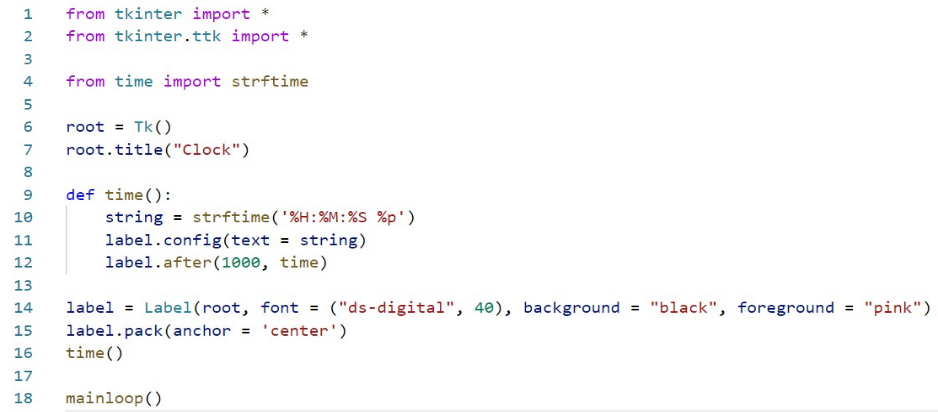 1 from tkinter import *
2 from tkinter.ttk import *
3
4 from time import strftime
5
6 root = Tk()
7 root.title("Clock")
8
9 def time():
10     string = strftime('%H:%M:%S %p')
11     label.config(text = string)
12     label.after(1000, time)
13
14 label = Label(root, font = ("ds-digital", 40), background = "black", foreground = "pink")
15 label.pack(anchor = 'center')
16 time()
17
18 mainloop()